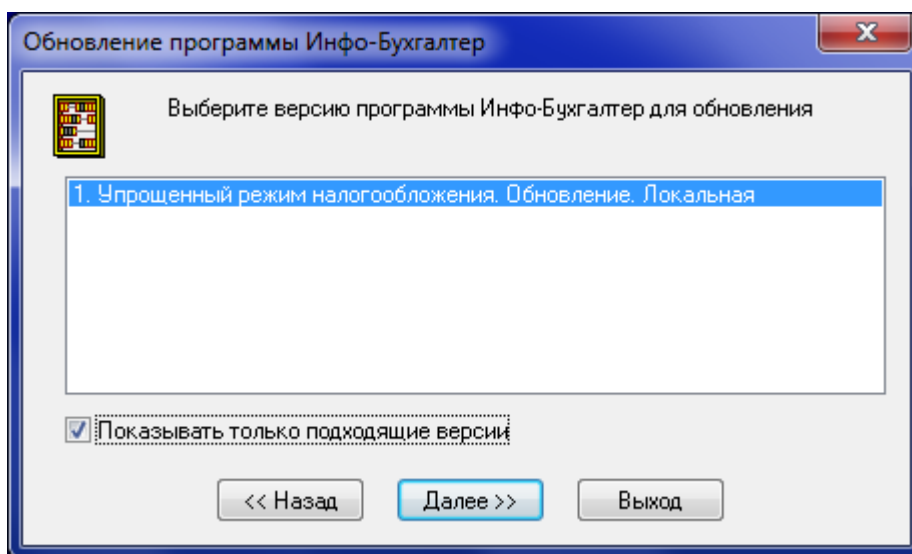 Обновление программы Инфо-Бухгалтер
Выберите версию программы Инфо-Бухгалтер для обновления
1. Упрощенный режим налогообложения. Обновление. Локальная
Показывать только подходящие версии
<< Назад
Далее >>
Выход